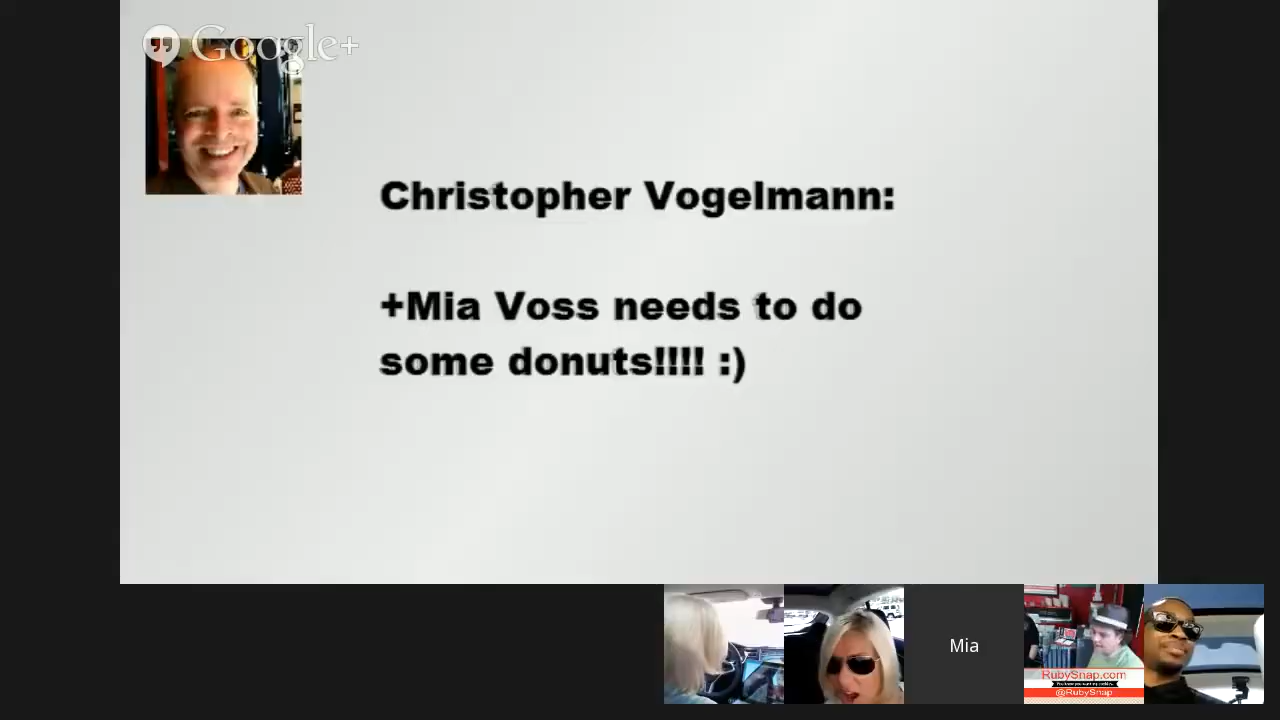 Google+
Christopher Vogelmann:
+Mia Voss needs to do
some donuts!!!! :)
Mia
RubySnap.com
@RubySnap